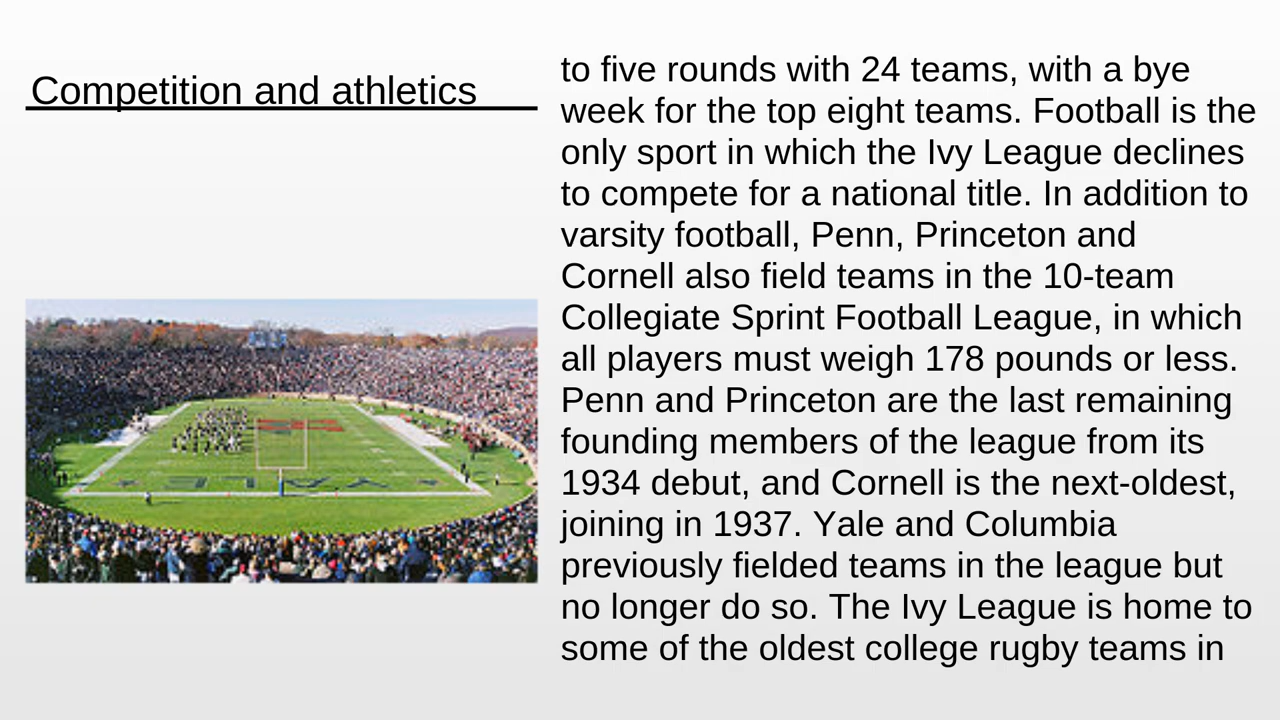 Competition and athletics
to five rounds with 24 teams, with a bye
week for the top eight teams. Football is the
only sport in which the Ivy League declines
to compete for a national title. In addition to
varsity football, Penn, Princeton and
Cornell also field teams in the 10-team
Collegiate Sprint Football League, in which
all players must weigh 178 pounds or less.
Penn and Princeton are the last remaining
founding members of the league from its
1934 debut, and Cornell is the next-oldest,
joining in 1937. Yale and Columbia
previously fielded teams in the league but
no longer do so. The Ivy League is home to
some of the oldest college rugby teams in
YALE